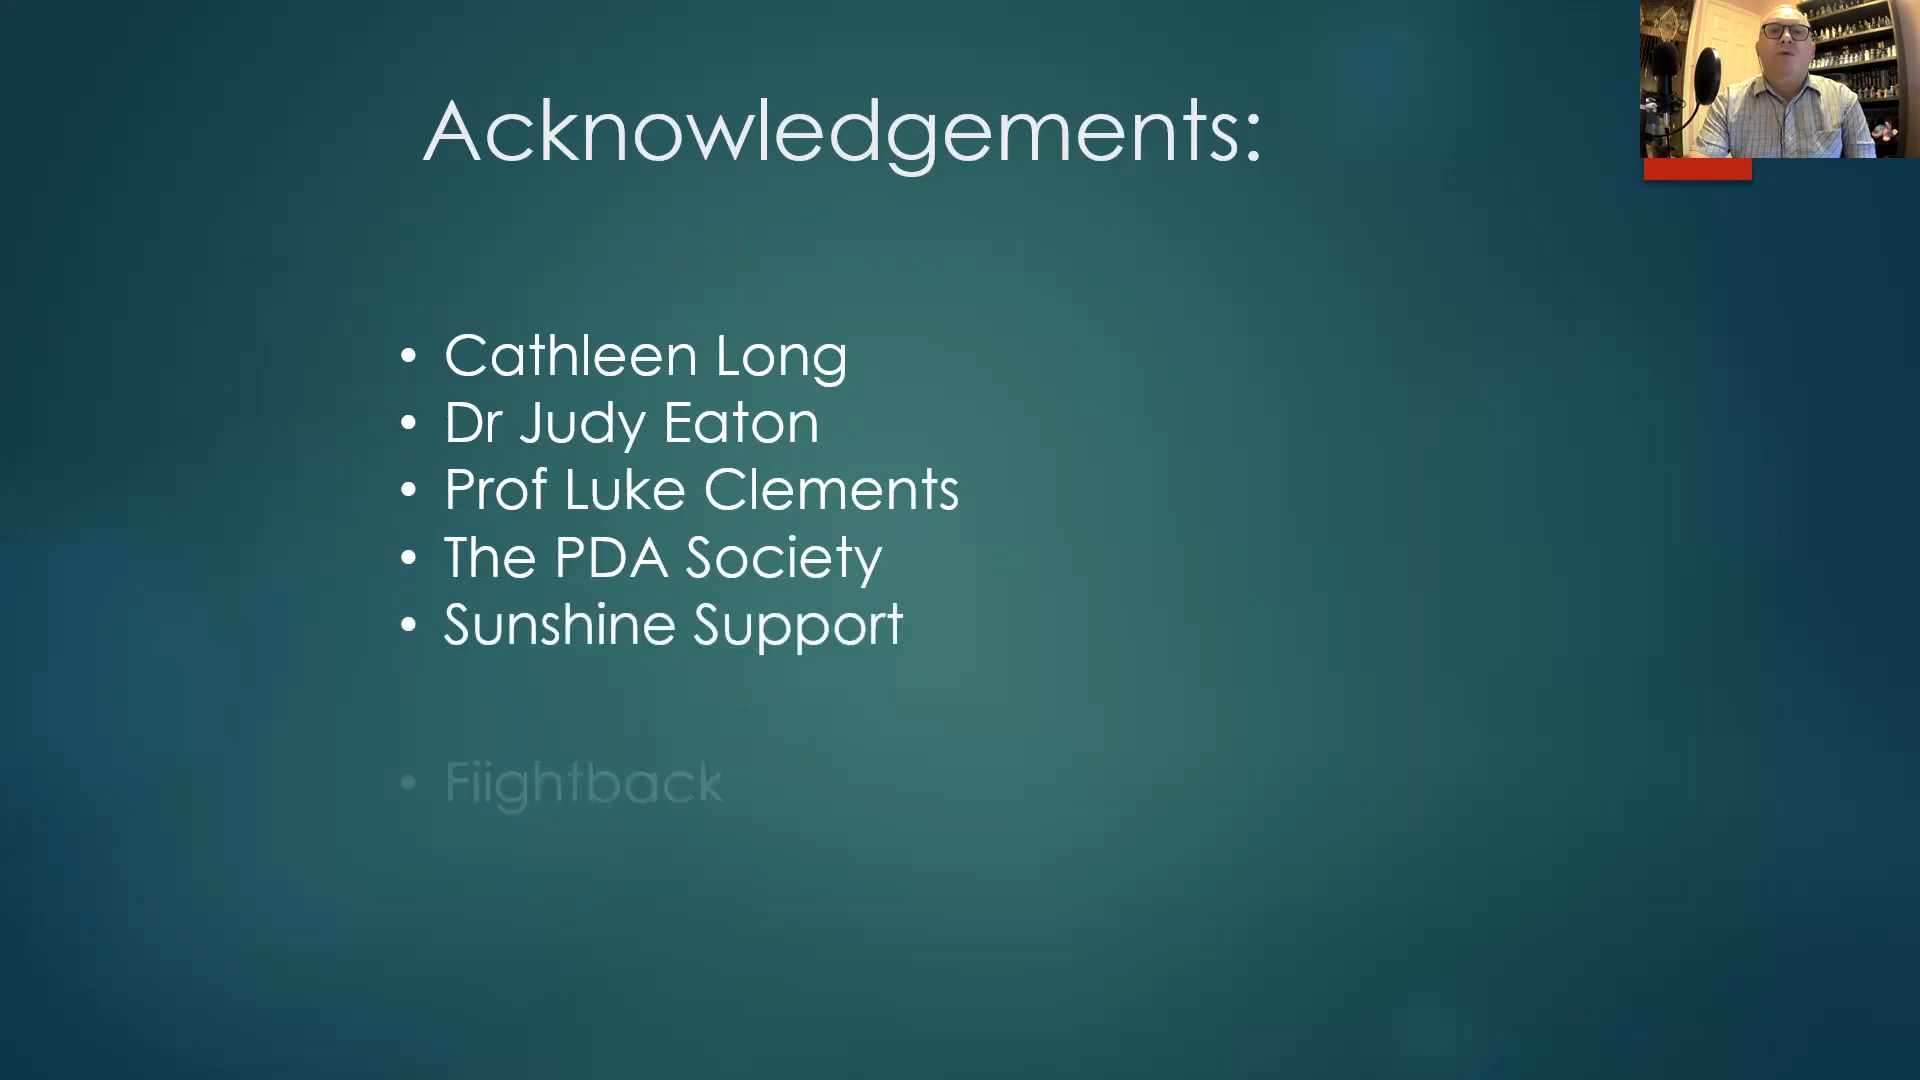 Acknowledgements:
• Cathleen Long
• Dr Judy Eaton
• Prof Luke Clements
• The PDA Society
• Sunshine Support
• Fiightback